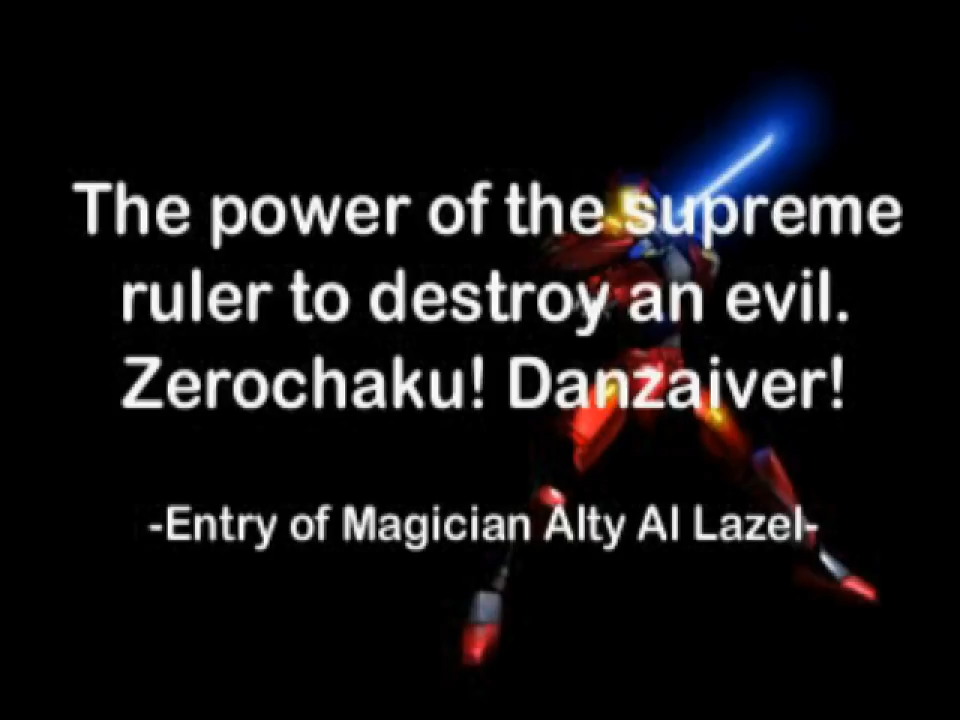 The power of the supreme
ruler to destroy an evil.
Zerochaku! Danzaiver!
-Entry of Magician Alty Al Lazel-